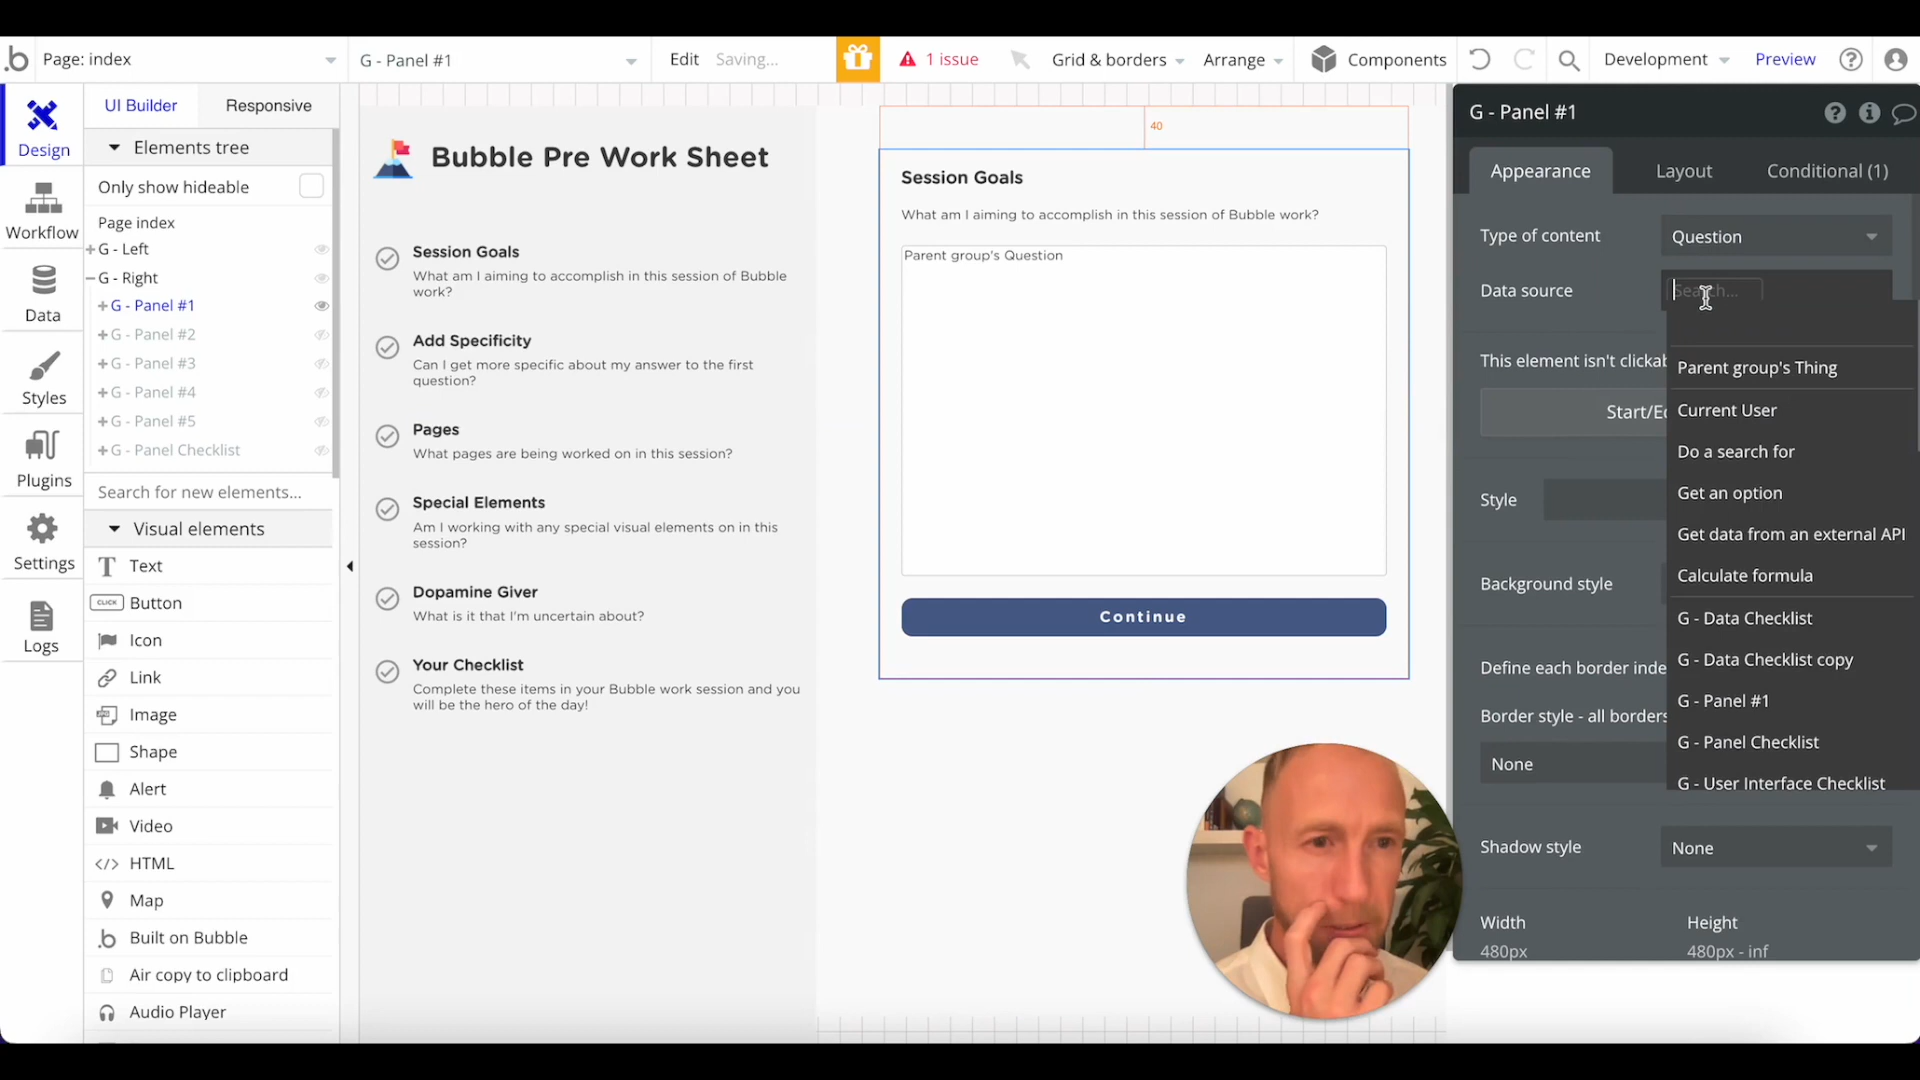 b
Page: index
G - Panel #1
Edit
Saving...
1 issue
Grid & borders
Arrange
Components
Development
Preview
?
Design
Workflow
Data
Styles
Plugins
Settings
Logs
UI Builder
Responsive
Elements tree
Only show hideable
Page index
G - Left
G - Right
G - Panel #1
G - Panel #2
G - Panel #3
G - Panel #4
G - Panel #5
G - Panel Checklist
Search for new elements...
Visual elements
Text
CLICK Button
Icon
Link
Image
Shape
Alert
Video
</> HTML
Map
Built on Bubble
Air copy to clipboard
Audio Player
Bubble Pre Work Sheet
Session Goals
What am I aiming to accomplish in this session of Bubble
work?
Add Specificity
Can I get more specific about my answer to the first
question?
Pages
What pages are being worked on in this session?
Special Elements
Am I working with any special visual elements on in this
session?
Dopamine Giver
What is it that I'm uncertain about?
Your Checklist
Complete these items in your Bubble work session and you
will be the hero of the day!
40
Session Goals
What am I aiming to accomplish in this session of Bubble work?
Parent group's Question
Continue
G - Panel #1
Appearance
Layout
Conditional (1)
Type of content
Question
Data source
Search...
This element isn't clickab
Start/Ed
Style
Background style
Define each border inde
Border style - all borders
None
Shadow style
None
Width
Height
480px
480px - inf
Parent group's Thing
Current User
Do a search for
Get an option
Get data from an external API
Calculate formula
G - Data Checklist
G - Data Checklist copy
G - Panel #1
G - Panel Checklist
G - User Interface Checklist